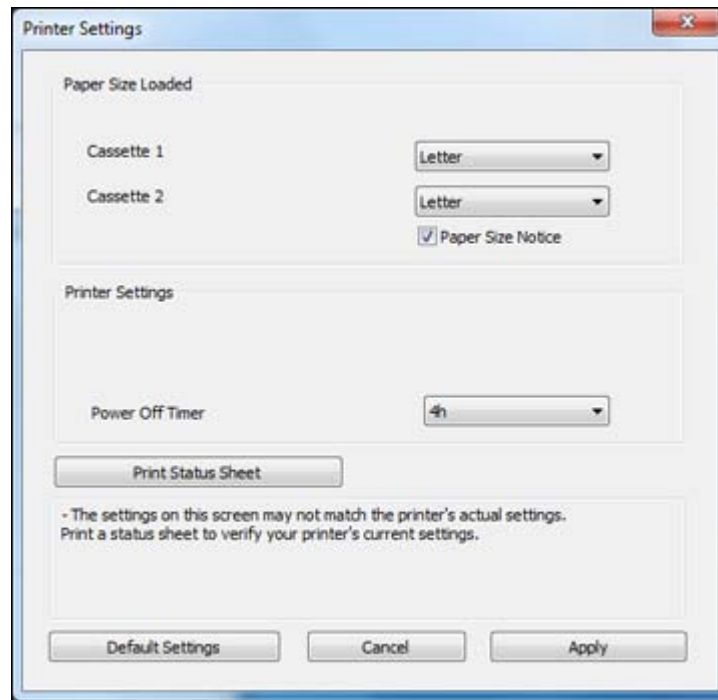 Printer Settings
Paper Size Loaded
Cassette 1
Letter
Cassette 2
Letter
Paper Size Notice
Printer Settings
Power Off Timer
4h
Print Status Sheet
- The settings on this screen may not match the printer's actual settings.
Print a status sheet to verify your printer's current settings.
Default Settings
Cancel
Apply